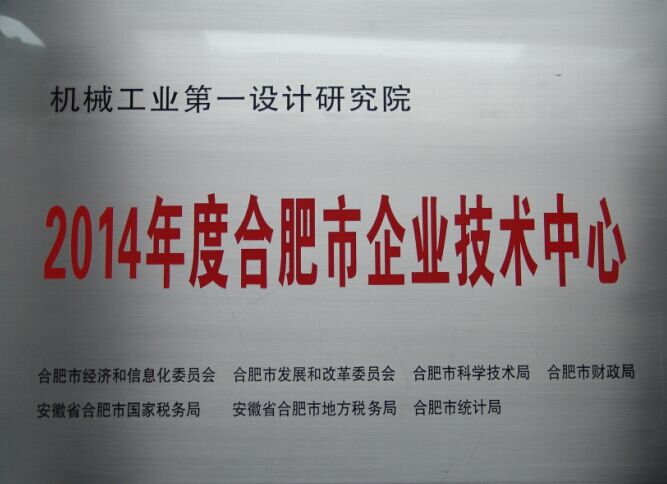 机械工业第一设计研究院
2014年度合肥市企业技术中心
合肥市经济和信息化委员会 合肥市发展和改革委员会 合肥市科学技术局 合肥市财政局
安徽省合肥市国家税务局 安徽省合肥市地方税务局 合肥市统计局